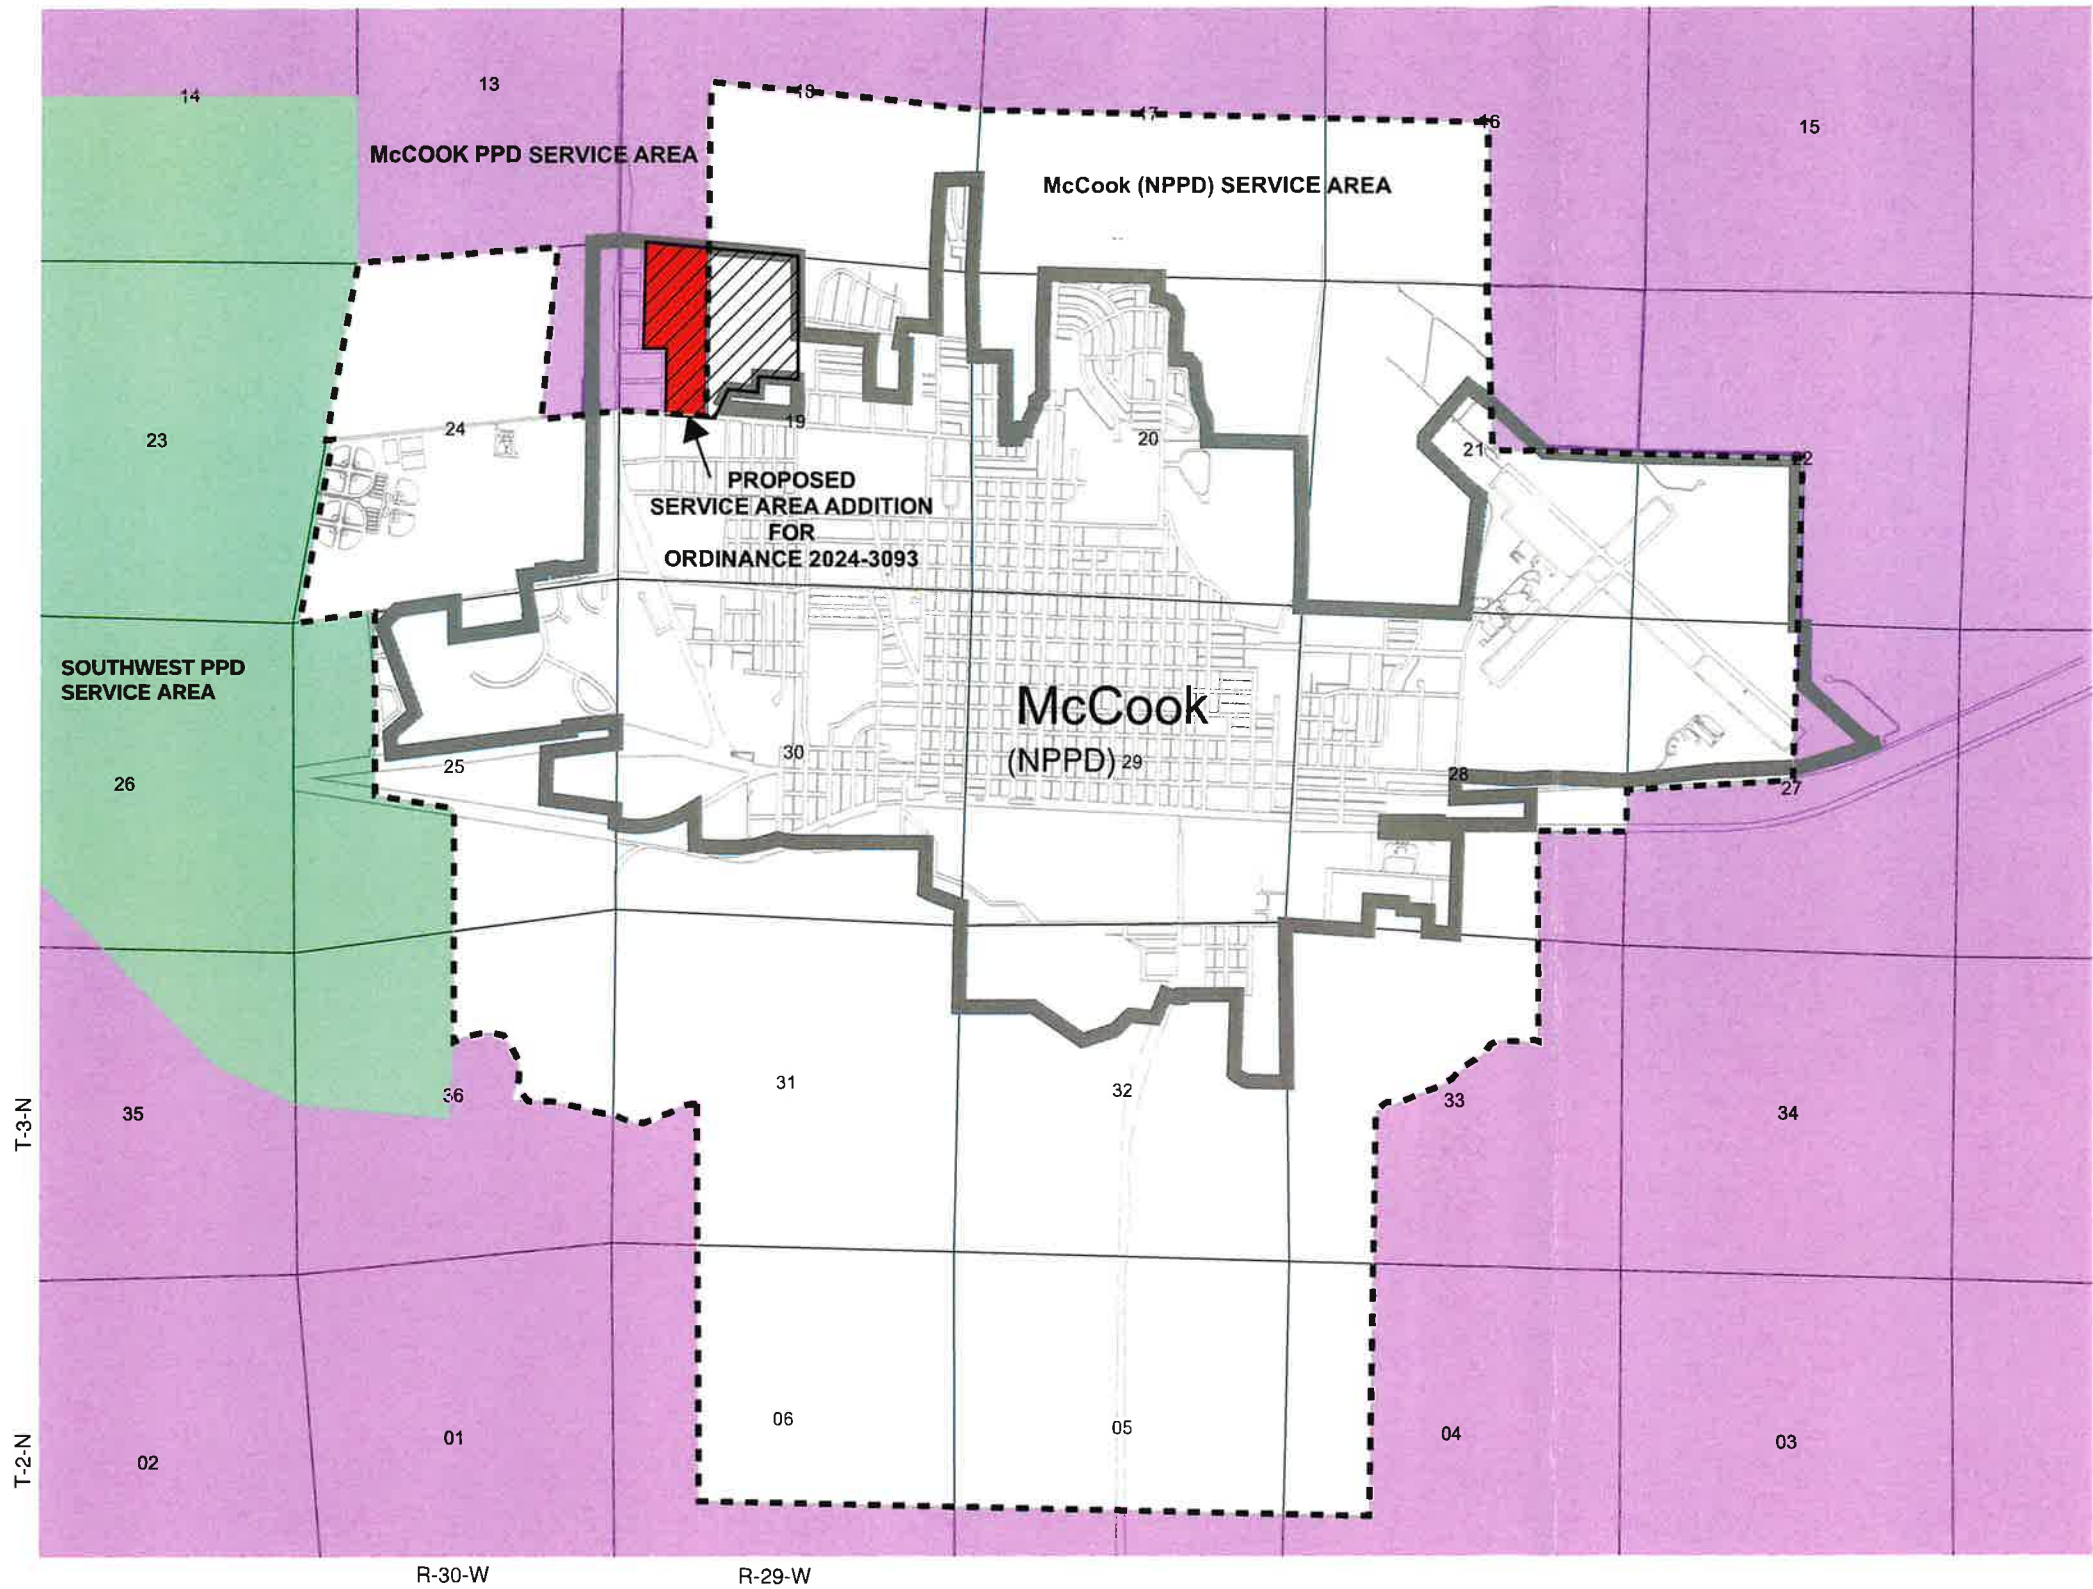 14
13
18
17
16
15
McCOOK PPD SERVICE AREA
McCook (NPPD) SERVICE AREA
23
24
19
20
21
22
PROPOSED
SERVICE AREA ADDITION
FOR
ORDINANCE 2024-3093
SOUTHWEST PPD
SERVICE AREA
McCook
(NPPD)
26
25
30
29
28
27
T-3-N
35
36
31
32
33
34
T-2-N
02
01
06
05
04
03
R-30-W
R-29-W